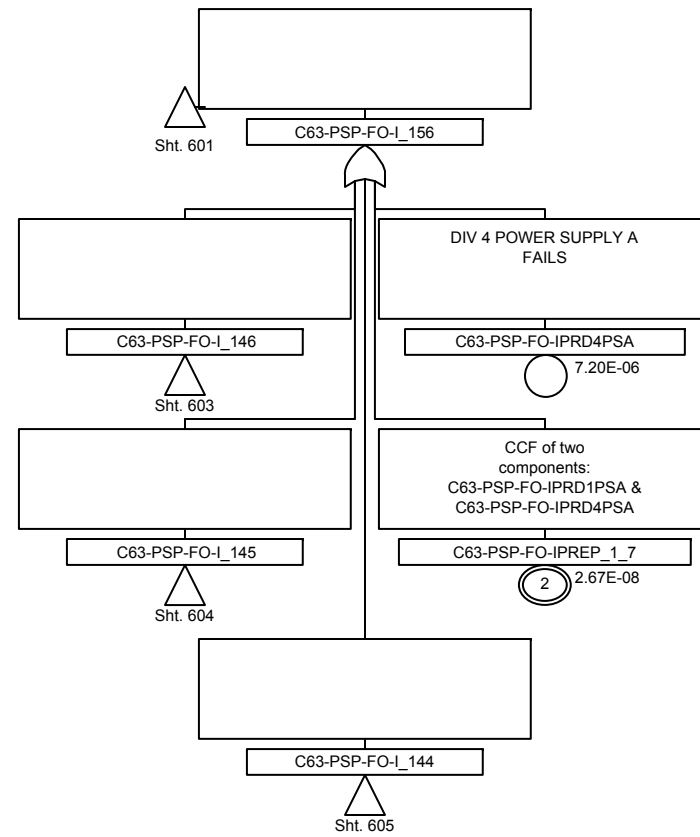 Sht. 601
C63-PSP-FO-I_156
C63-PSP-FO-I_146
Sht. 603
DIV 4 POWER SUPPLY A
FAILS
C63-PSP-FO-IPRD4PSA
7.20E-06
C63-PSP-FO-I_145
Sht. 604
CCF of two
components:
C63-PSP-FO-IPRD1PSA &
C63-PSP-FO-IPRD4PSA
C63-PSP-FO-IPREP_1_7
2
2.67E-08
C63-PSP-FO-I_144
Sht. 605